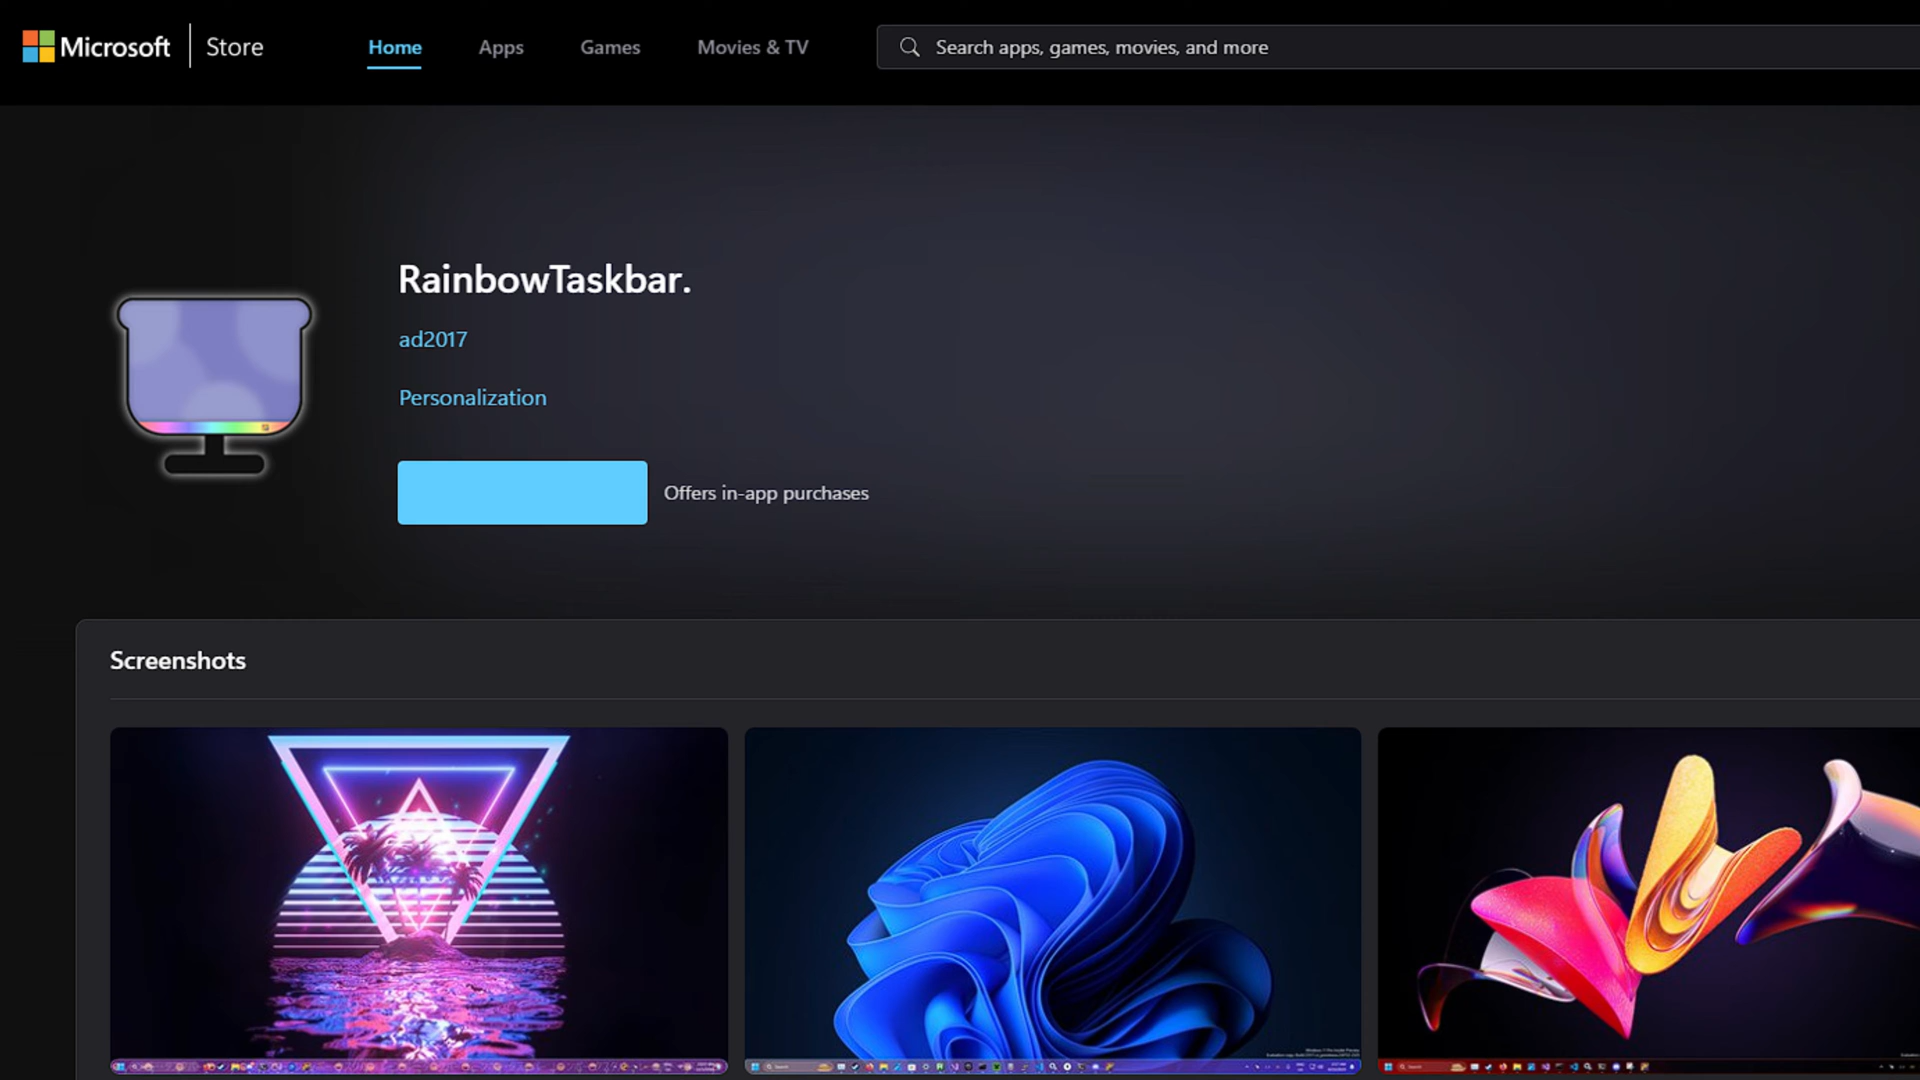 Microsoft Store Home Apps Games Movies & TV Search apps, games, movies, and more
RainbowTaskbar.
ad2017
Personalization
Offers in-app purchases
Screenshots